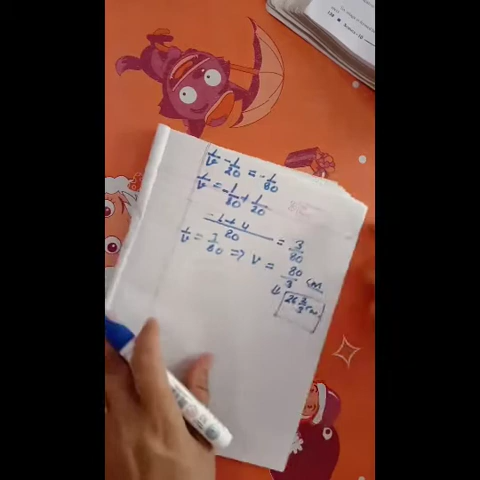 1/v - 1/20 = -1/80
1/v = -1/80 + 1/20
-1+4/80 = 3/80
1/v = 3/80 => v = 80/3 cm
26 2/3 cm